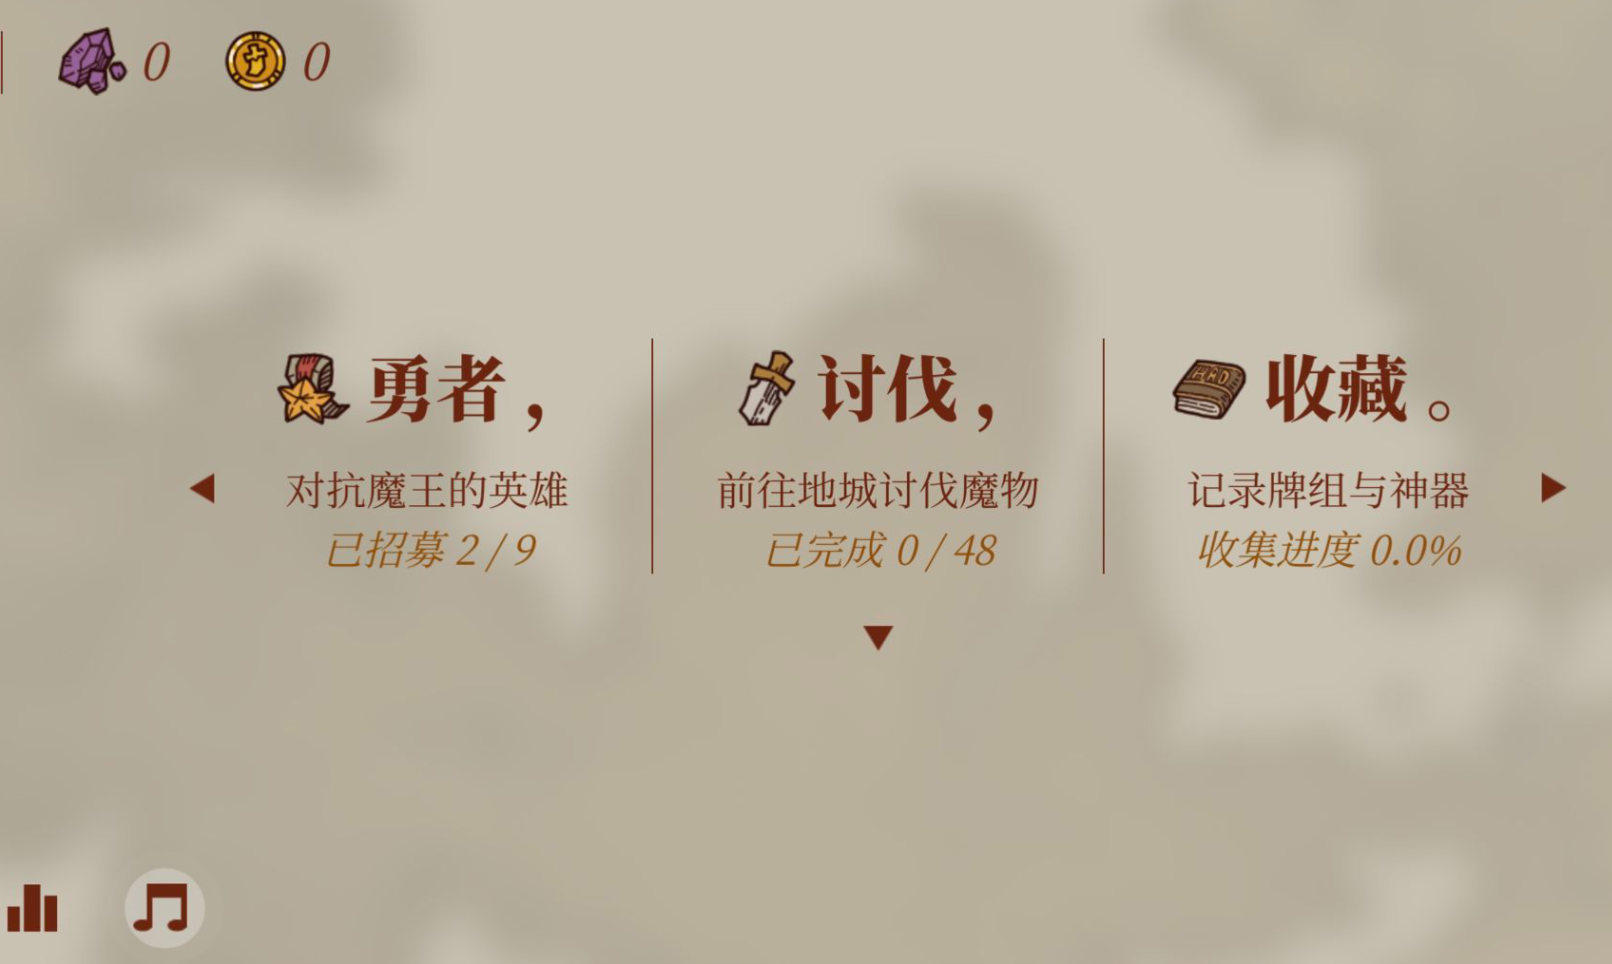 0 0
勇者， 讨伐， 收藏。
对抗魔王的英雄 前往地城讨伐魔物 记录牌组与神器
已招募 2 / 9 已完成 0 / 48 收集进度 0.0%